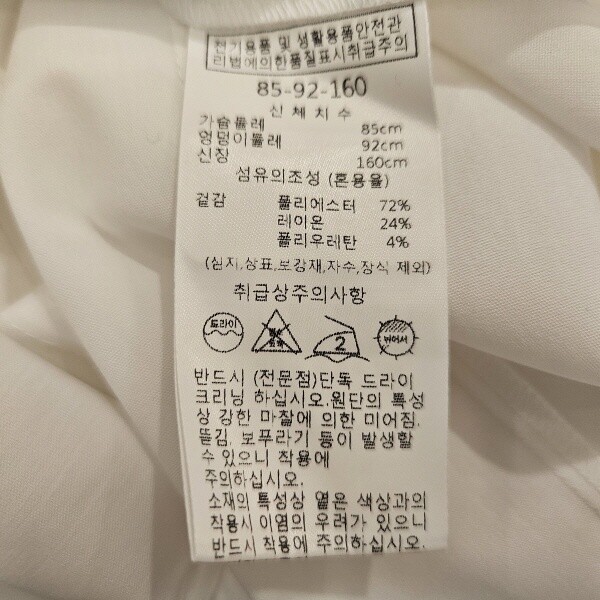 전기용품 및 생활용품안전관
리법에의한품질표시취급주의
85-92-160
신체치수
가슴둘레 85cm
엉덩이둘레 92cm
신장 160cm
섬유의조성 (혼용율)
겉감 폴리에스터 72%
레이온 24%
폴리우레탄 4%
(심지,상표,보강재,자수,장식 제외)
취급상주의사항
드라이 2 뉘어서
반드시 (전문점)단독 드라이
크리닝 하십시오.원단의 특성
상 강한 마찰에 의한 미어짐.
뜯김, 보푸라기 등이 발생할
수 있으니 착용에
주의하십시오.
소재의 특성상 옅은 색상과의
착용시 이염의 우려가 있으니
반드시 착용에 주의하십시오.